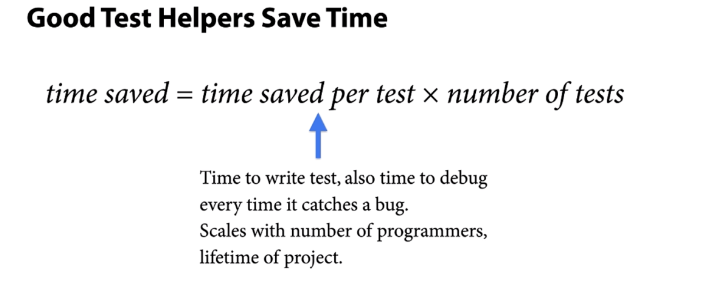 Good Test Helpers Save Time
time saved = time saved per test × number of tests
Time to write test, also time to debug
every time it catches a bug.
Scales with number of programmers,
lifetime of project.